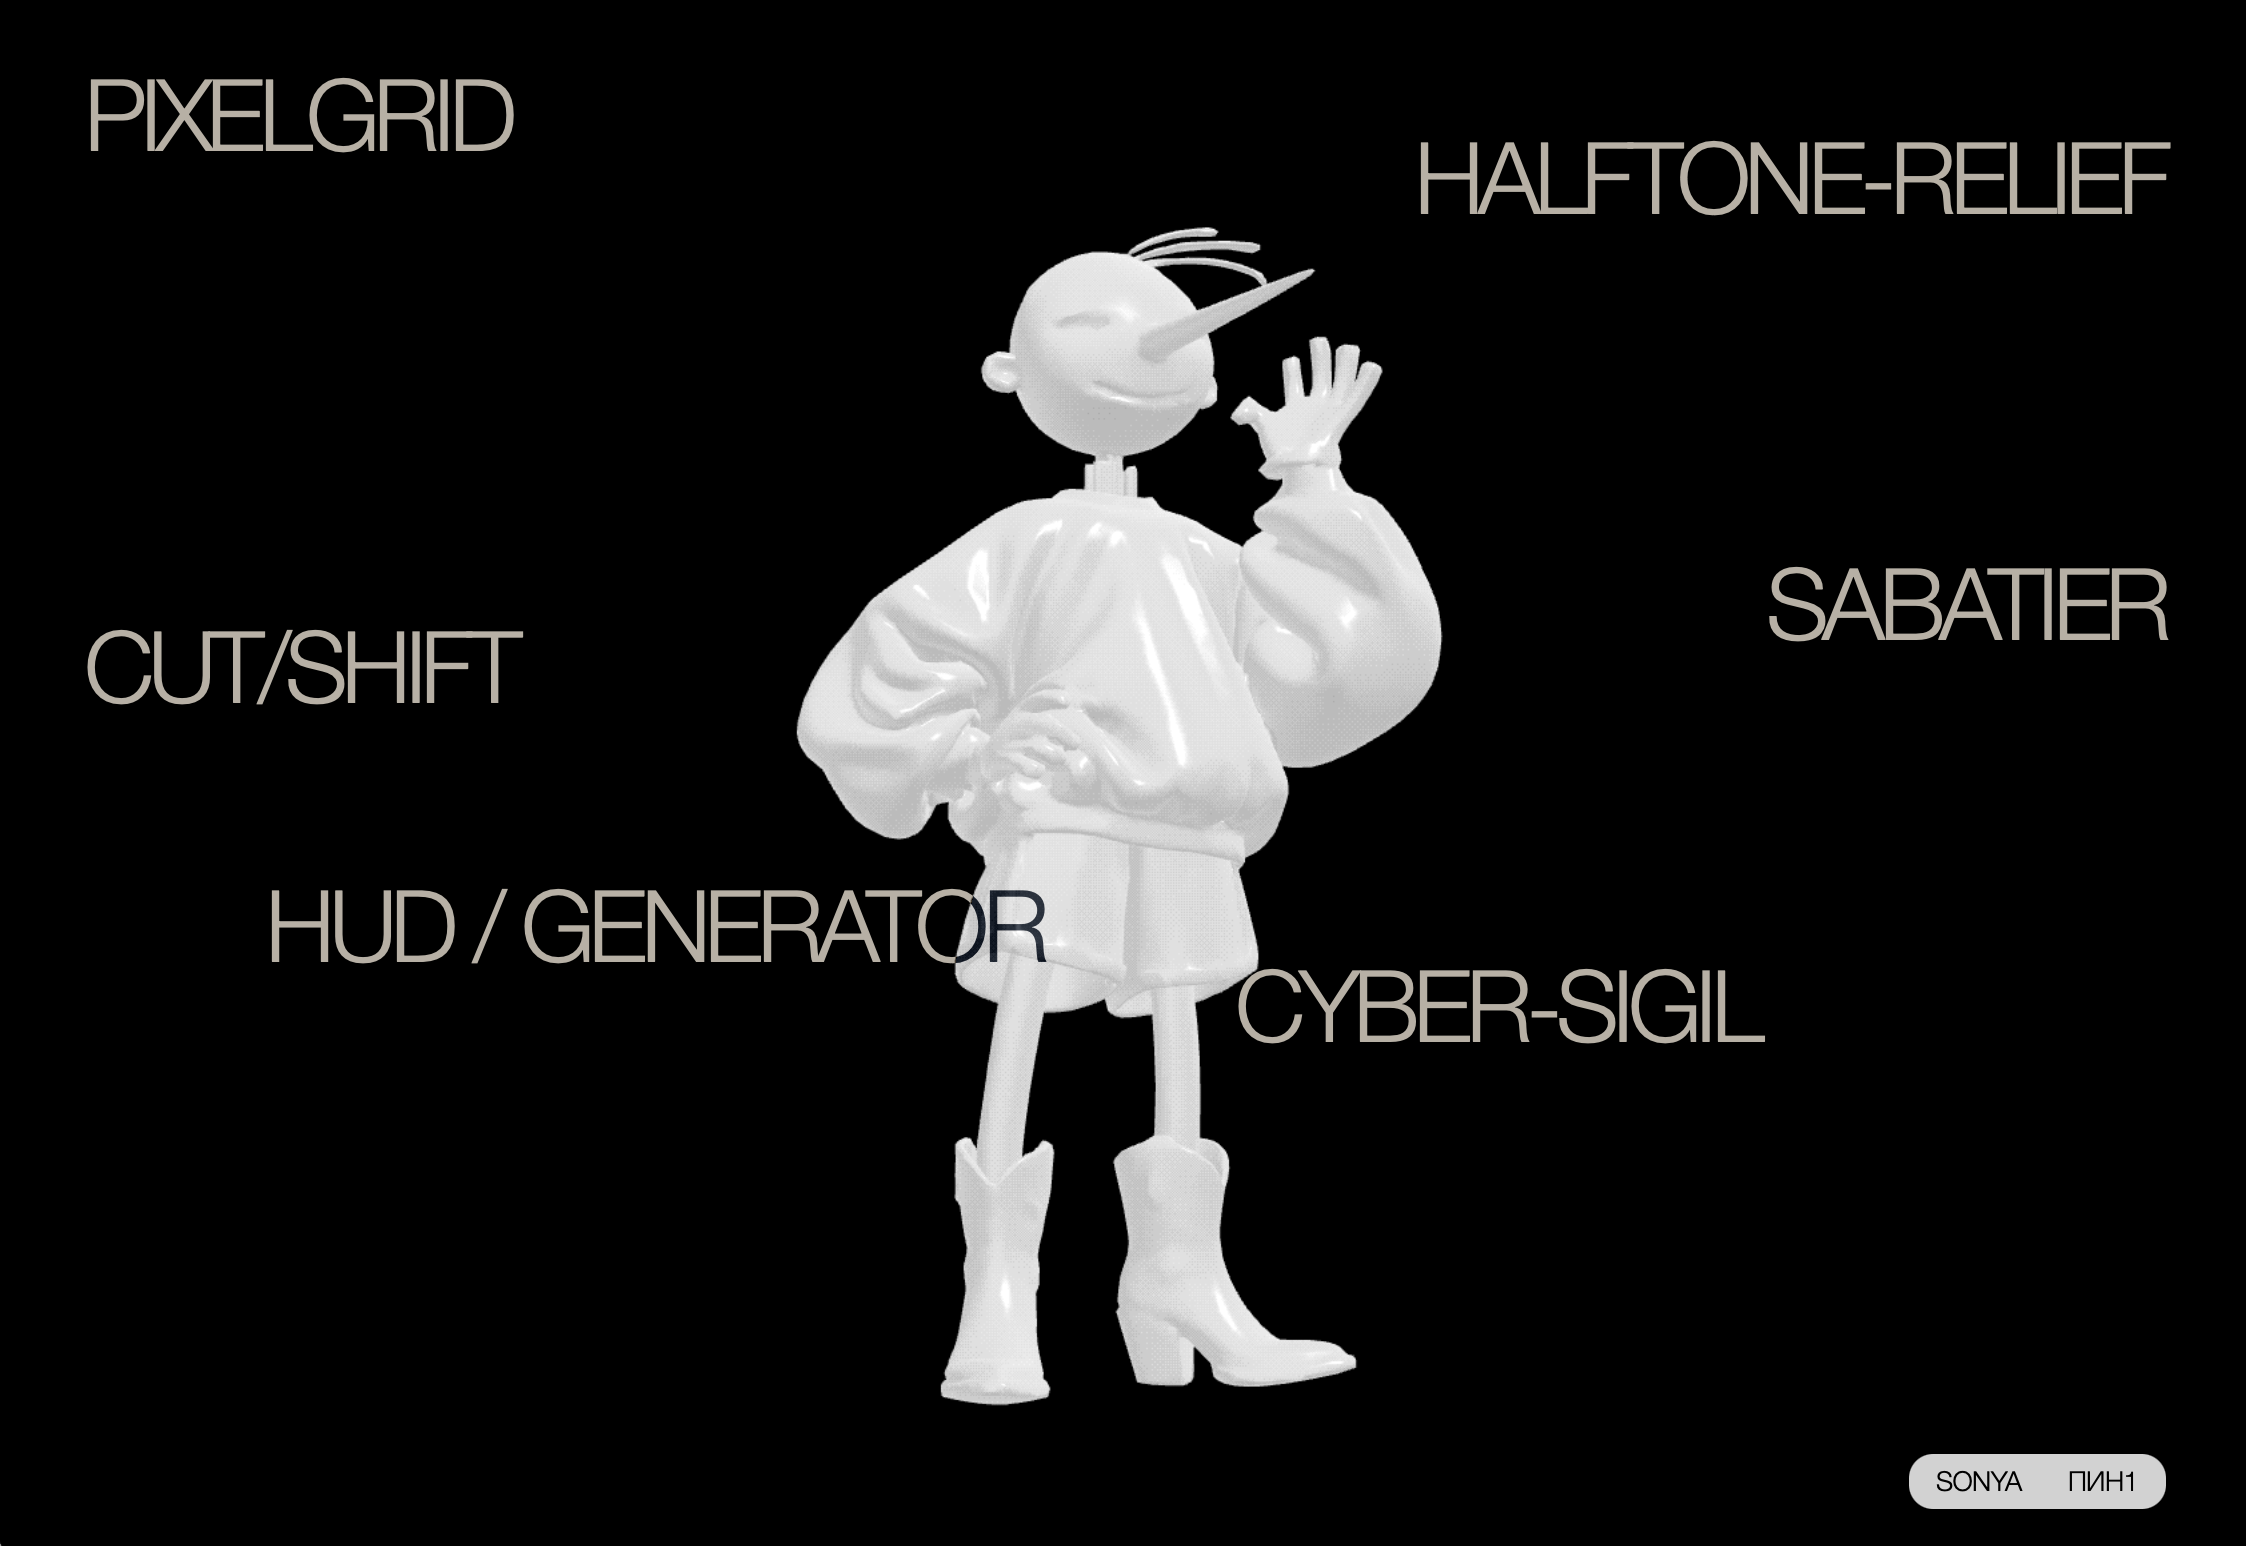 PIXELGRID
HALFTONE-RELIEF
SABATIER
CUT/SHIFT
HUD / GENERATOR
CYBER-SIGIL
SONYA ПИН1